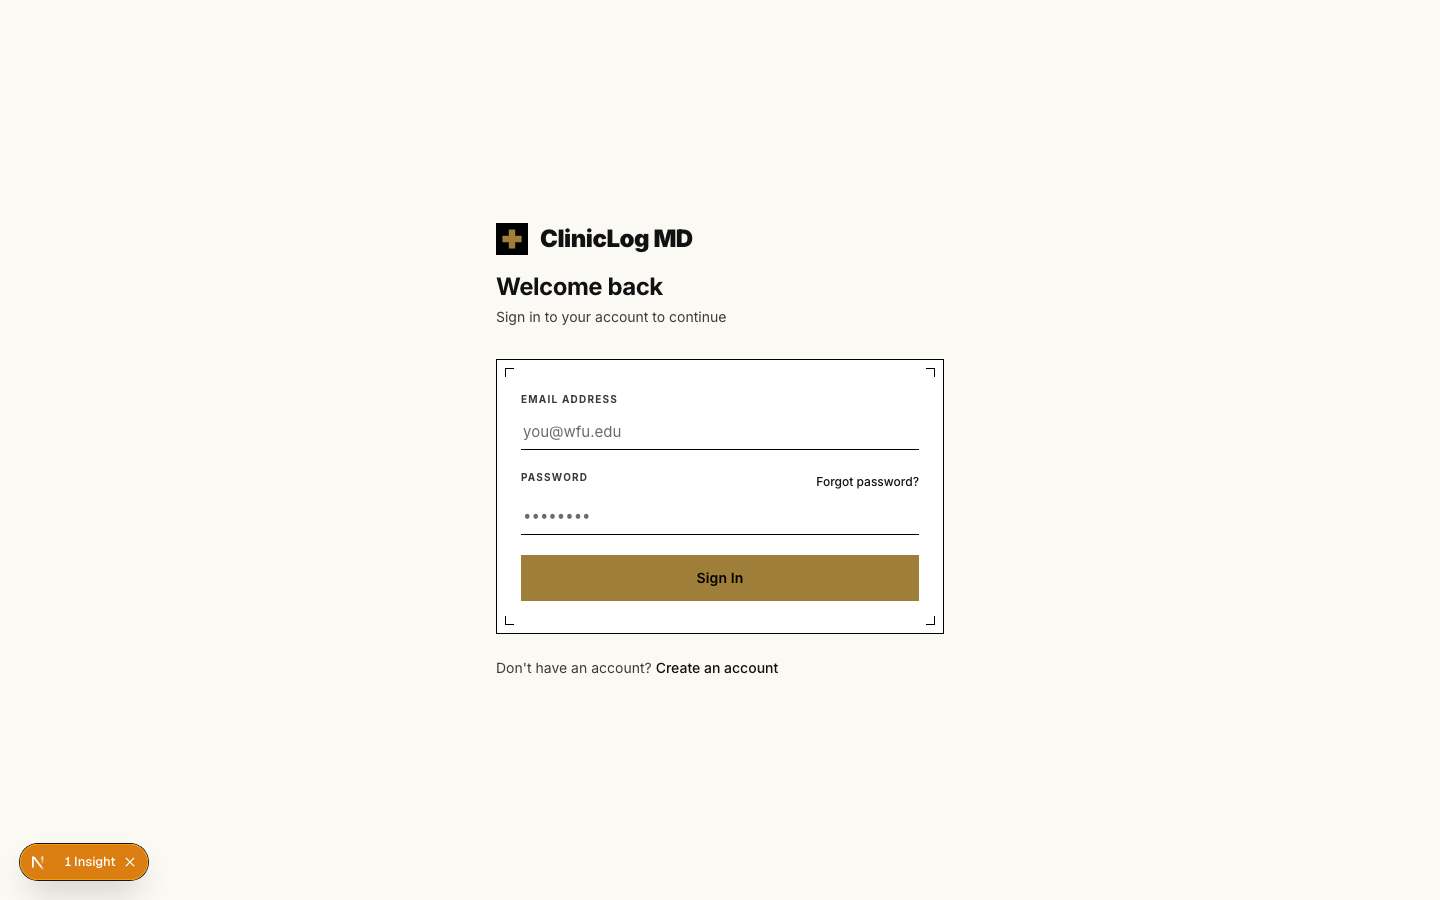 ClinicLog MD
Welcome back
Sign in to your account to continue
EMAIL ADDRESS
you@wfu.edu
PASSWORD
Forgot password?
••••••••
Sign In
Don't have an account? Create an account
1 Insight